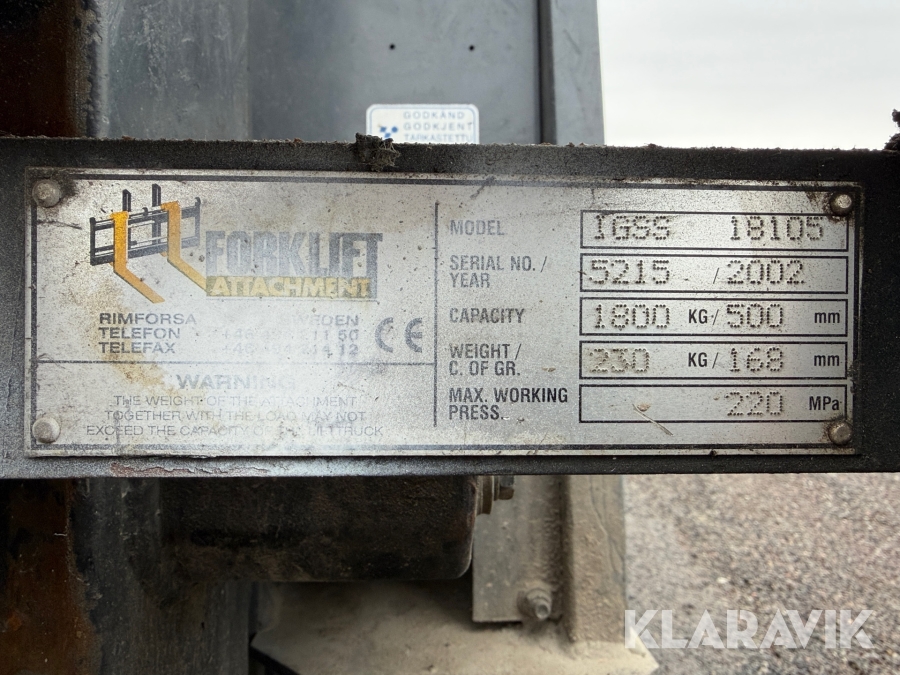 GODKÄND
GODKJENT
TARKASTETTU
FORKLIFT
ATTACHMENT
RIMFORSA
TELEFON
TELEFAX
CE
WARNING
THE WEIGHT OF THE ATTACHMENT
TOGETHER WITH THE LOAD MAY NOT
EXCEED THE CAPACITY OF THE LIFTTRUCK
MODEL IGSS 18105
SERIAL NO./ YEAR 5215 / 2002
CAPACITY 1800 KG/ 500 mm
WEIGHT/ C. OF GR. 230 KG/ 168 mm
MAX. WORKING PRESS. 220 MPa
KLARAVIK